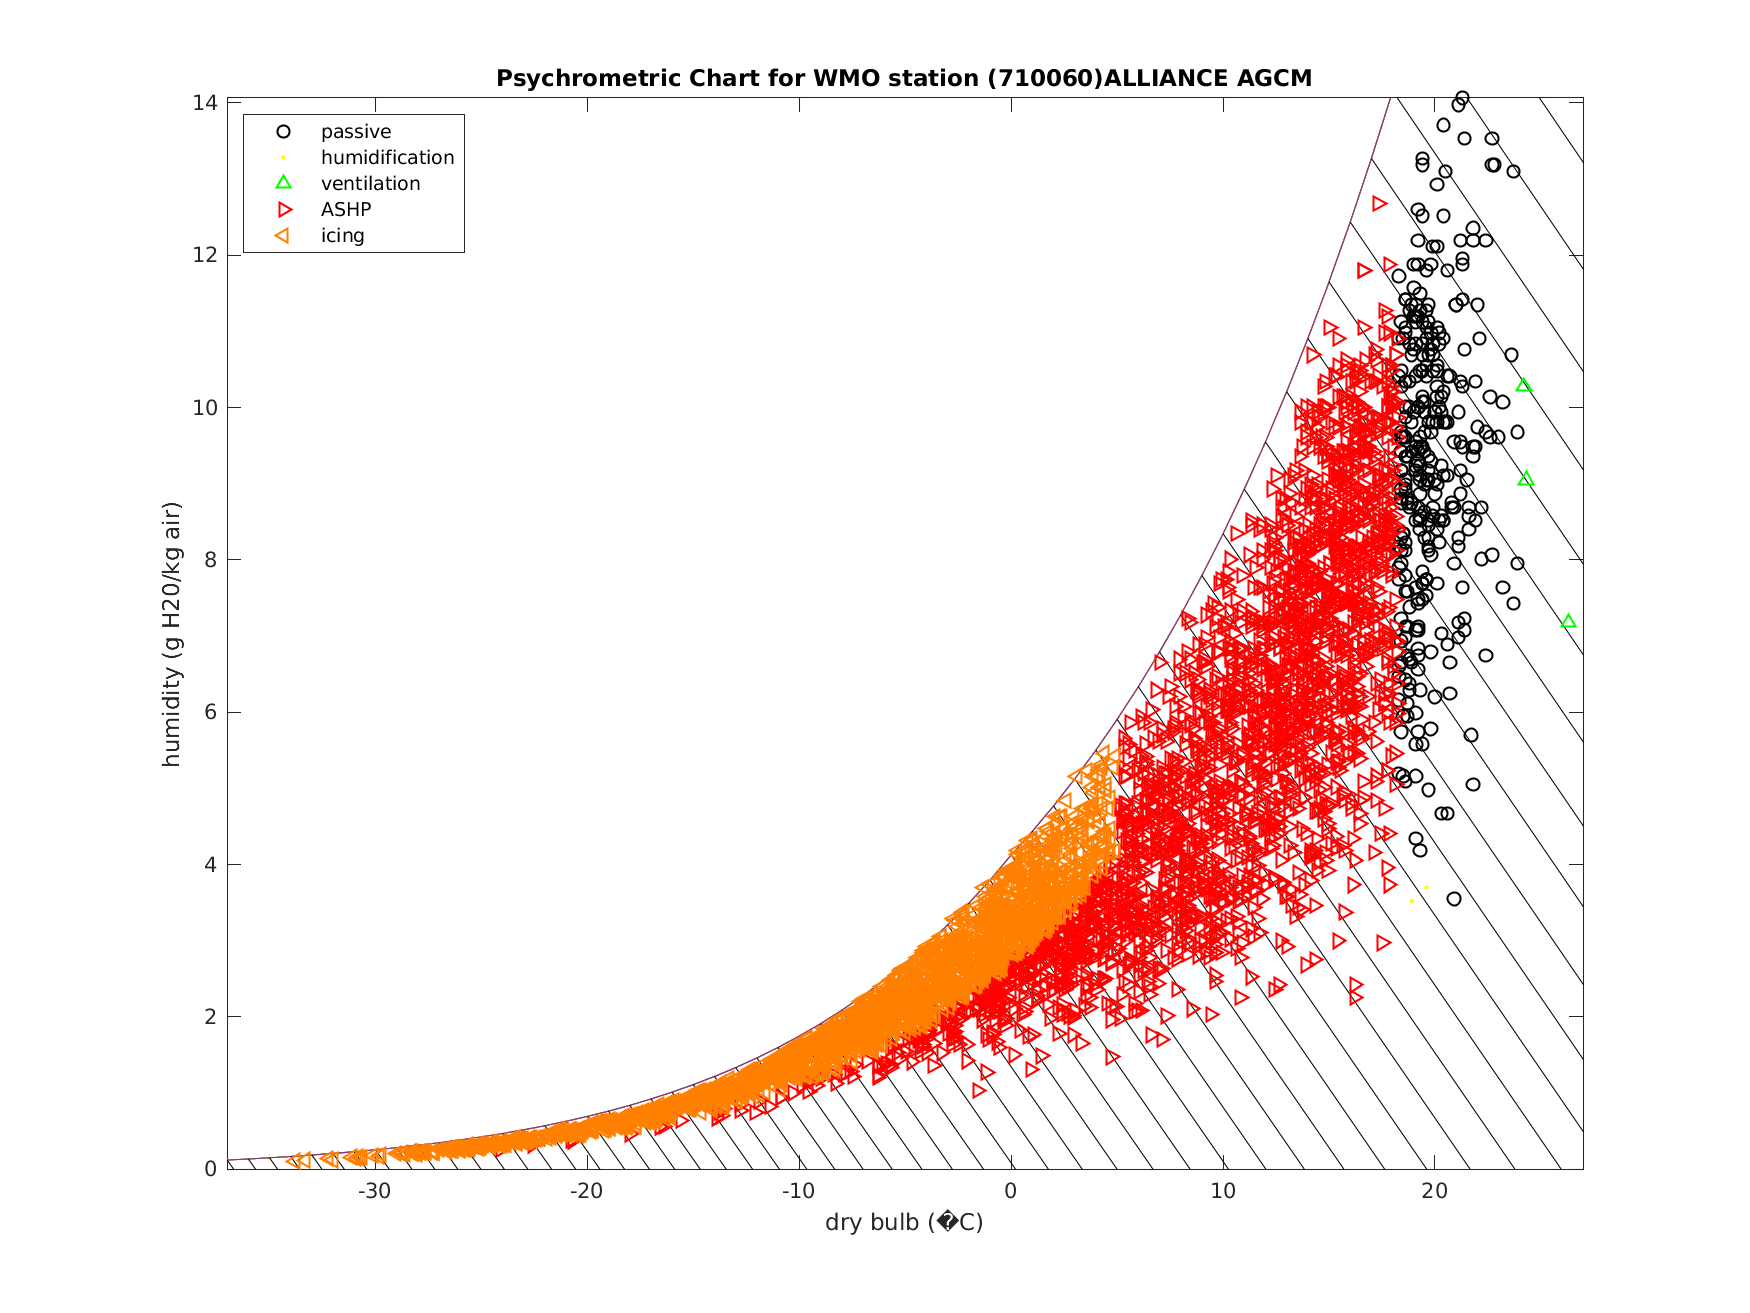 Psychrometric Chart for WMO station (710060)ALLIANCE AGCM
14
12
10
8
6
4
2
0
humidity (g H20/kg air)
passive
humidification
ventilation
ASHP
icing
-30
-20
-10
0
10
20
dry bulb (�C)